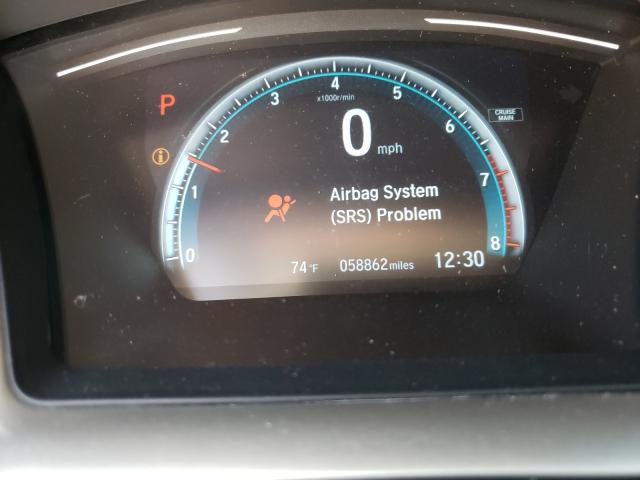 4
3
5
x1000r/min
P
2
0 mph
6
CRUISE
MAIN
i
1
7
Airbag System
(SRS) Problem
0
8
74°F
058862 miles
12:30